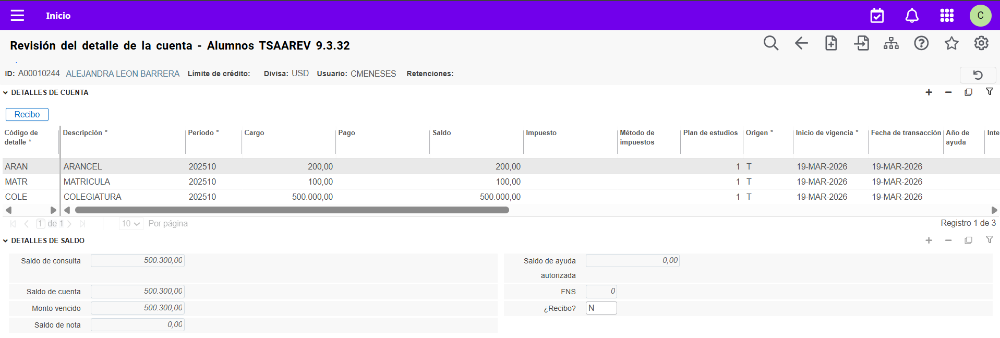 Inicio
C
Revisión del detalle de la cuenta - Alumnos TSAAREV 9.3.32
ID: A00010244 ALEJANDRA LEON BARRERA Límite de crédito: Divisa: USD Usuario: CMENESES Retenciones:
DETALLES DE CUENTA
Recibo
Código de detalle * Descripción * Periodo * Cargo Pago Saldo Impuesto Método de impuestos Plan de estudios Origen * Inicio de vigencia * Fecha de transacción Año de ayuda Inte
ARAN ARANCEL 202510 200,00 200,00 1 T 19-MAR-2026 19-MAR-2026
MATR MATRICULA 202510 100,00 100,00 1 T 19-MAR-2026 19-MAR-2026
COLE COLEGIATURA 202510 500.000,00 500.000,00 1 T 19-MAR-2026 19-MAR-2026
1 de 1 10 Por página Registro 1 de 3
DETALLES DE SALDO
Saldo de consulta 500.300,00 Saldo de ayuda autorizada 0,00
Saldo de cuenta 500.300,00 FNS 0
Monto vencido 500.300,00 ¿Recibo? N
Saldo de nota 0,00